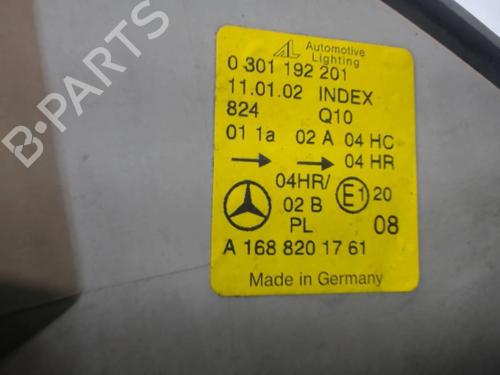 Automotive
Lighting
0 301 192 201
11.01.02 INDEX
824 Q10
01 1a 02 A 04 HC
04 HR
04HR/
02 B E1 20
PL 08
A 168 820 17 61
Made in Germany
B-PARTS
B-PARTS